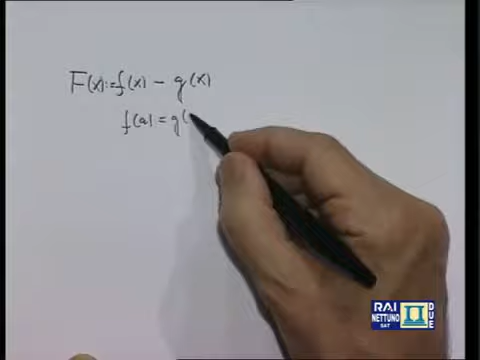 F(x):=f(x) - g(x)
f(a) = g(
RAI
NETTUNO
SAT
DUE